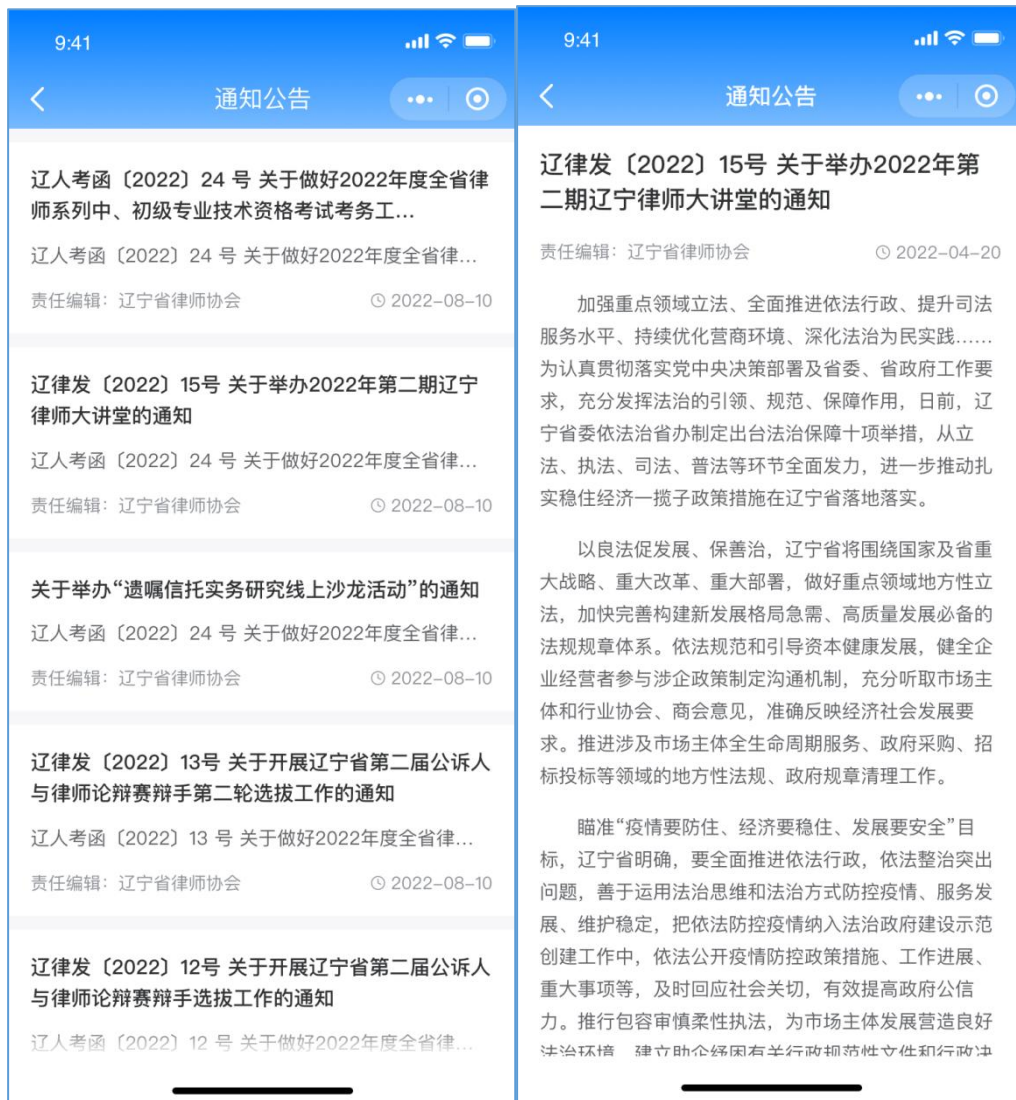 9:41
通知公告
辽人考函〔2022〕24 号 关于做好2022年度全省律
师系列中、初级专业技术资格考试考务工...
辽人考函〔2022〕24 号 关于做好2022年度全省律...
责任编辑：辽宁省律师协会
2022-08-10
辽律发〔2022〕15号 关于举办2022年第二期辽宁
律师大讲堂的通知
辽人考函〔2022〕24 号 关于做好2022年度全省律...
责任编辑：辽宁省律师协会
2022-08-10
关于举办“遗嘱信托实务研究线上沙龙活动”的通知
辽人考函〔2022〕24 号 关于做好2022年度全省律...
责任编辑：辽宁省律师协会
2022-08-10
辽律发〔2022〕13号 关于开展辽宁省第二届公诉人
与律师论辩赛辩手第二轮选拔工作的通知
辽人考函〔2022〕13 号 关于做好2022年度全省律...
责任编辑：辽宁省律师协会
2022-08-10
辽律发〔2022〕12号 关于开展辽宁省第二届公诉人
与律师论辩赛辩手选拔工作的通知
辽人考函〔2022〕12 号 关于做好2022年度全省律...
9:41
通知公告
辽律发〔2022〕15号 关于举办2022年第
二期辽宁律师大讲堂的通知
责任编辑：辽宁省律师协会
2022-04-20
加强重点领域立法、全面推进依法行政、提升司法
服务水平、持续优化营商环境、深化法治为民实践......
为认真贯彻落实党中央决策部署及省委、省政府工作要
求，充分发挥法治的引领、规范、保障作用，日前，辽
宁省委依法治省办制定出台法治保障十项举措，从立
法、执法、司法、普法等环节全面发力，进一步推动扎
实稳住经济一揽子政策措施在辽宁省落地落实。
以良法促发展、保善治，辽宁省将围绕国家及省重
大战略、重大改革、重大部署，做好重点领域地方性立
法，加快完善构建新发展格局急需、高质量发展必备的
法规规章体系。依法规范和引导资本健康发展，健全企
业经营者参与涉企政策制定沟通机制，充分听取市场主
体和行业协会、商会意见，准确反映经济社会发展要
求。推进涉及市场主体全生命周期服务、政府采购、招
标投标等领域的地方性法规、政府规章清理工作。
瞄准“疫情要防住、经济要稳住、发展要安全”目
标，辽宁省明确，要全面推进依法行政，依法整治突出
问题，善于运用法治思维和法治方式防控疫情、服务发
展、维护稳定，把依法防控疫情纳入法治政府建设示范
创建工作中，依法公开疫情防控政策措施、工作进展、
重大事项等，及时回应社会关切，有效提高政府公信
力。推行包容审慎柔性执法，为市场主体发展营造良好
法治环境，建立助企纾困有关行政规范性文件和行政决